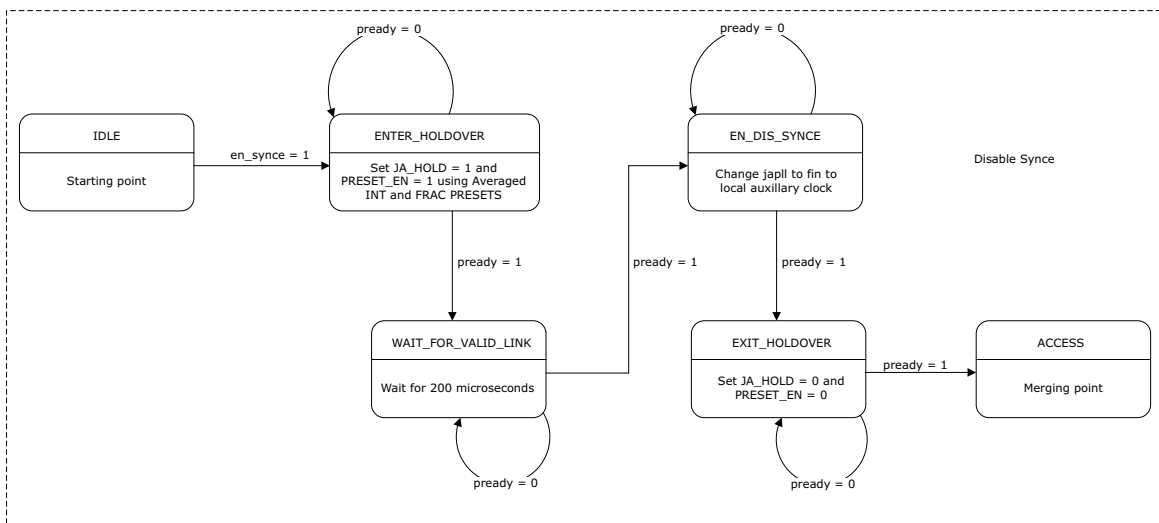 pready = 0
pready = 0
IDLE
Starting point
en_synce = 1
ENTER_HOLDOVER
Set JA_HOLD = 1 and
PRESET_EN = 1 using Averaged
INT and FRAC PRESETS
EN_DIS_SYNCE
Change japll to fin to
local auxillary clock
Disable Synce
pready = 1
pready = 1
pready = 1
WAIT_FOR_VALID_LINK
Wait for 200 microseconds
EXIT_HOLDOVER
Set JA_HOLD = 0 and
PRESET_EN = 0
pready = 1
ACCESS
Merging point
pready = 0
pready = 0